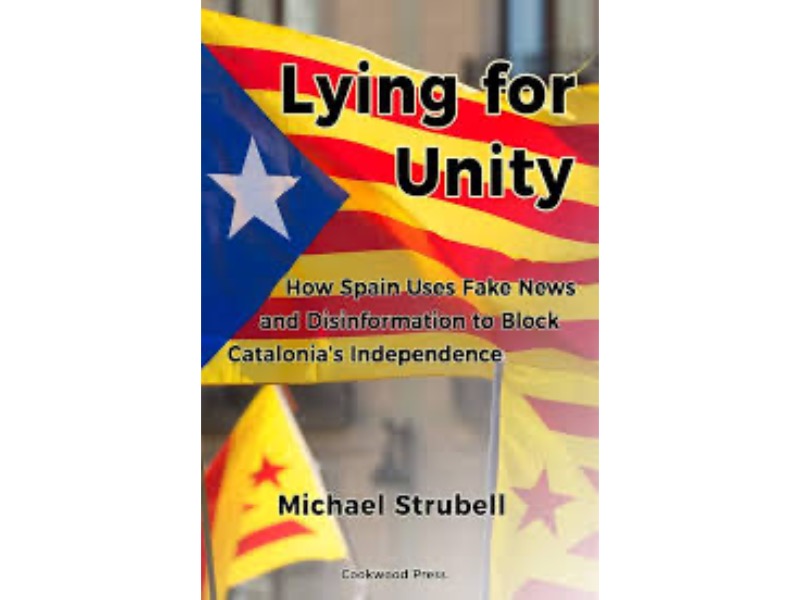 Lying for
Unity
How Spain Uses Fake News
and Disinformation to Block
Catalonia's Independence
Michael Strubell
Cookwood Press